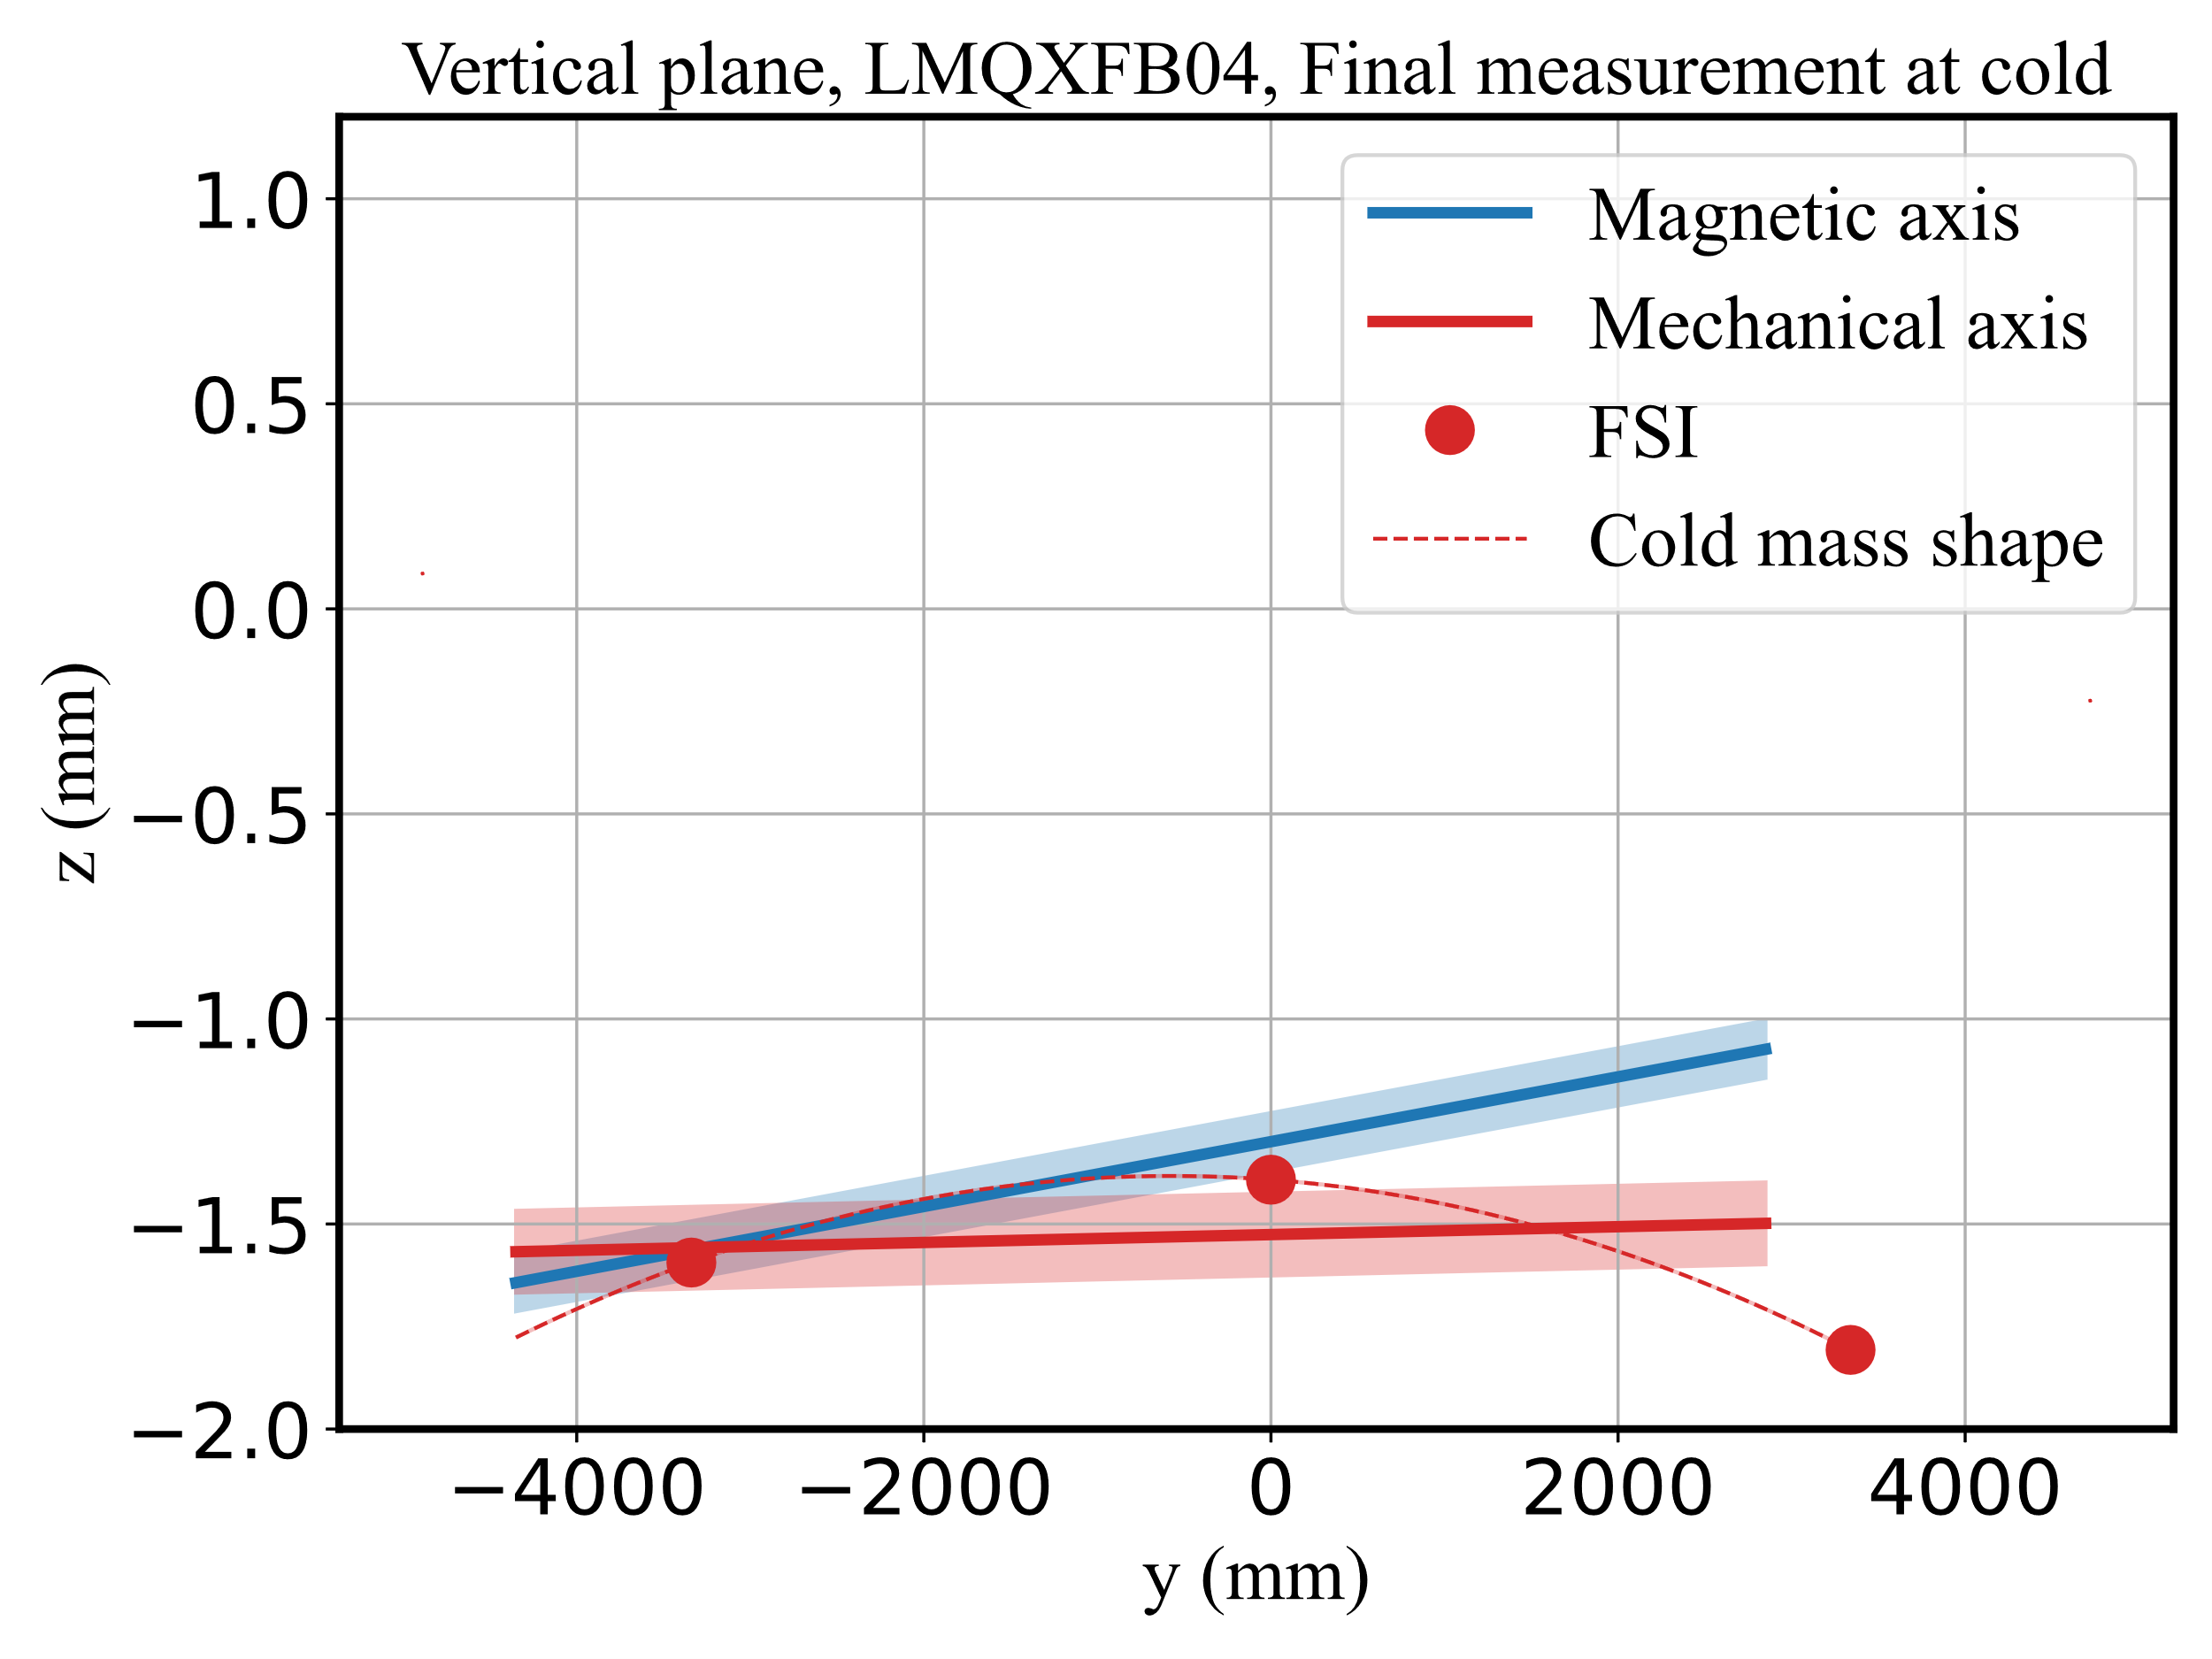 Vertical plane, LMQXFB04, Final measurement at cold
Magnetic axis
Mechanical axis
FSI
Cold mass shape
1.0
0.5
0.0
−0.5
−1.0
−1.5
−2.0
z (mm)
−4000
−2000
0
2000
4000
y (mm)